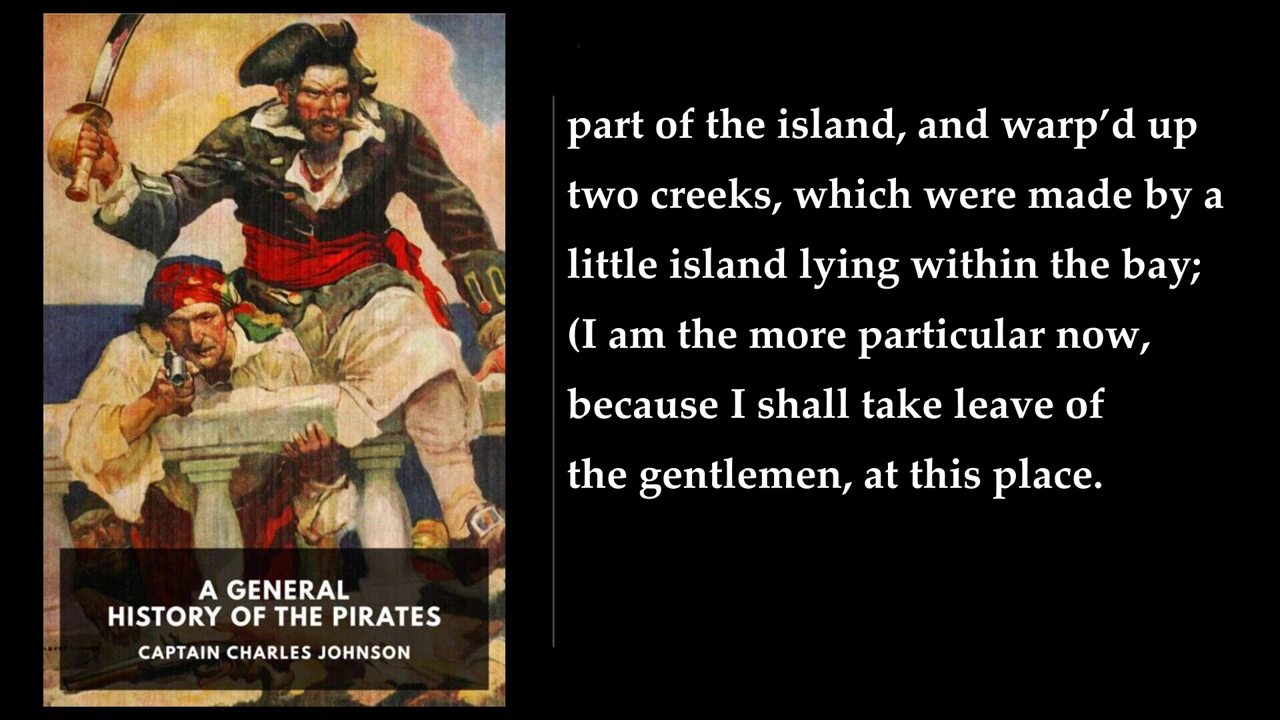 A GENERAL
HISTORY OF THE PIRATES
CAPTAIN CHARLES JOHNSON
part of the island, and warp’d up
two creeks, which were made by a
little island lying within the bay;
(I am the more particular now,
because I shall take leave of
the gentlemen, at this place.